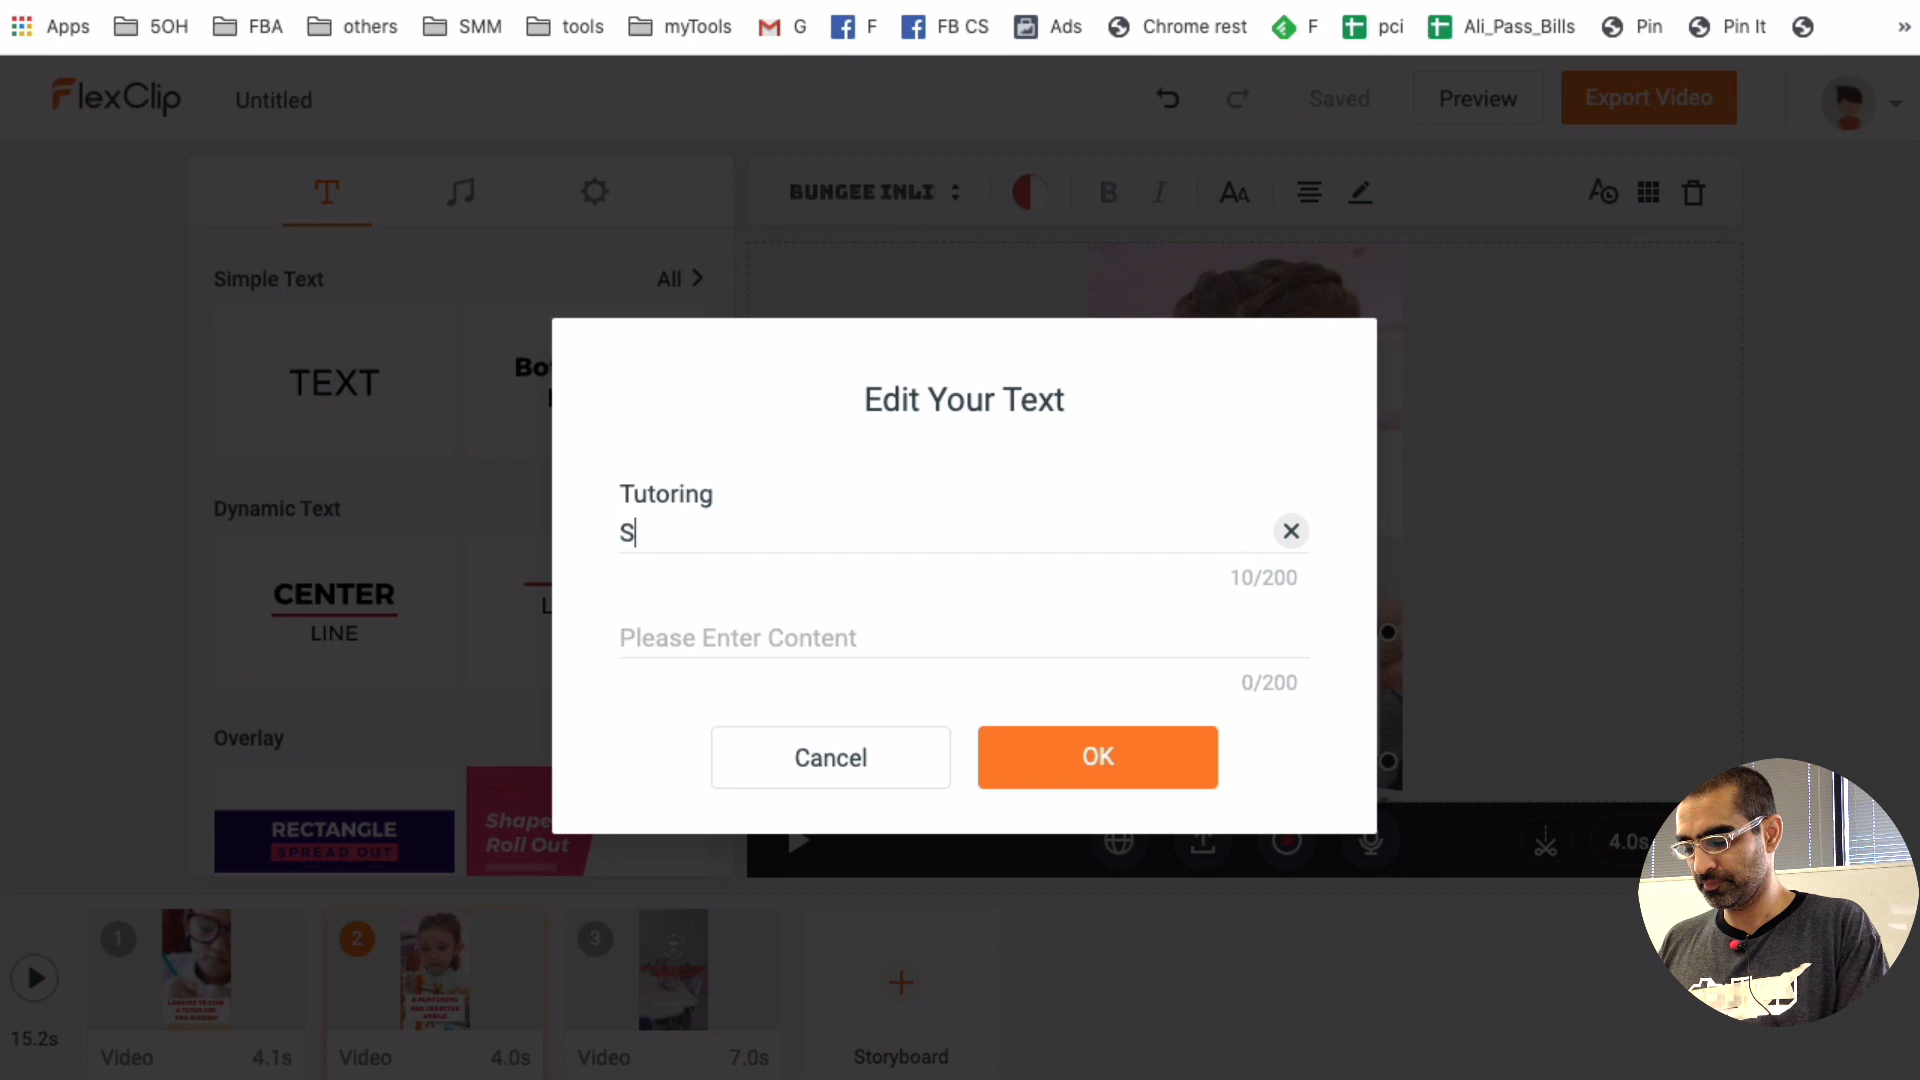 Apps 5OH FBA others SMM tools myTools G F FB CS Ads Chrome rest F pci Ali_Pass_Bills Pin Pin It »
FlexClip Untitled Saved Preview Export Video
BUNGEE INLI B I AA
Simple Text All
TEXT
Bo
Edit Your Text
Tutoring
S
10/200
Please Enter Content
0/200
Cancel OK
Dynamic Text
CENTER
LINE
Overlay
RECTANGLE
SPREAD OUT
Shape
Roll Out
4.0s
1 2 3
15.2s
Video 4.1s Video 4.0s Video 7.0s Storyboard